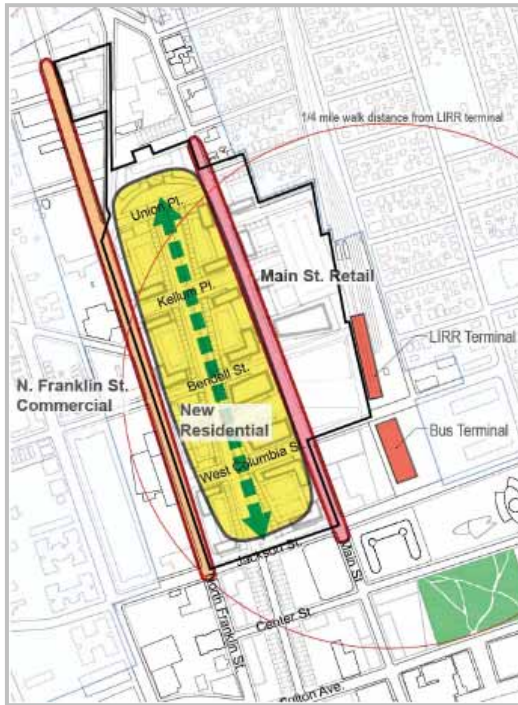 1/4 mile walk distance from LIRR terminal
Union Pl.
Main St. Retail
Kellum Pl.
LIRR Terminal
Bendell St.
N. Franklin St.
Commercial
New
Residential
Bus Terminal
West Columbia S
Jackson St.
Main St.
North Franklin St.
Center St
Fulton Ave.